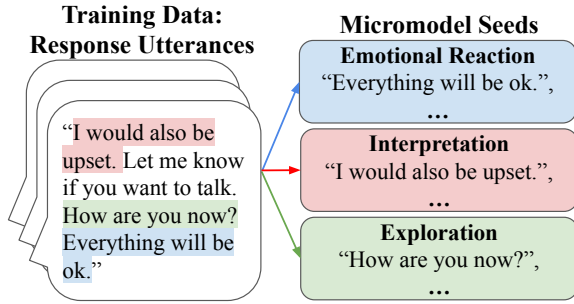 Training Data:
Response Utterances
“I would also be
upset. Let me know
if you want to talk.
How are you now?
Everything will be
ok.”
Micromodel Seeds
Emotional Reaction
“Everything will be ok.”,
...
Interpretation
“I would also be upset.”,
...
Exploration
“How are you now?”,
...